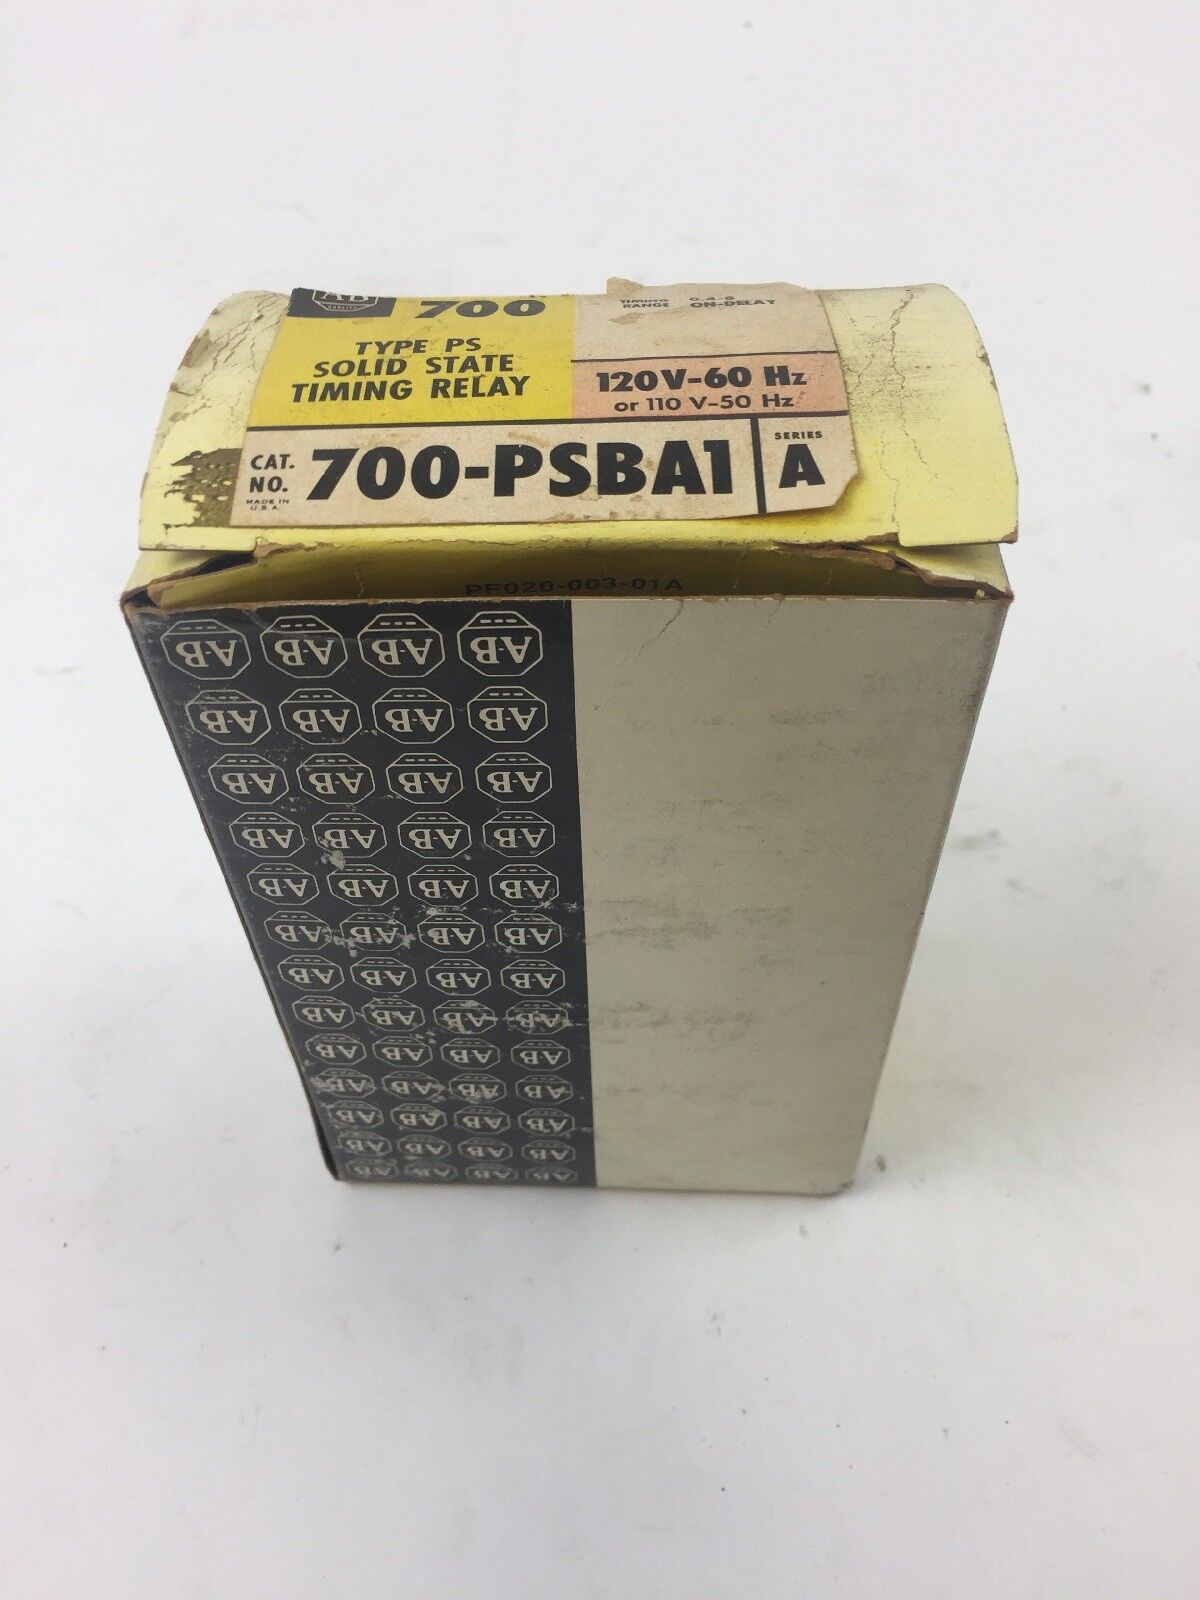 A-B
QUALITY
700
TYPE PS
SOLID STATE
TIMING RELAY
TIMING
RANGE
ON-DELAY
120V-60 Hz
or 110 V-50 Hz
CAT.
NO.
700-PSBA1
SERIES
A
MADE IN
U.S.A.
PF020-003-01A
A-B A-B A-B A-B
A-B A-B A-B A-B
A-B A-B A-B A-B
A-B A-B A-B A-B
A-B A-B A-B A-B
A-B A-B A-B A-B
A-B A-B A-B A-B
A-B A-B A-B A-B
A-B A-B A-B A-B
A-B A-B A-B A-B
A-B A-B A-B A-B
A-B A-B A-B A-B
A-B A-B A-B A-B